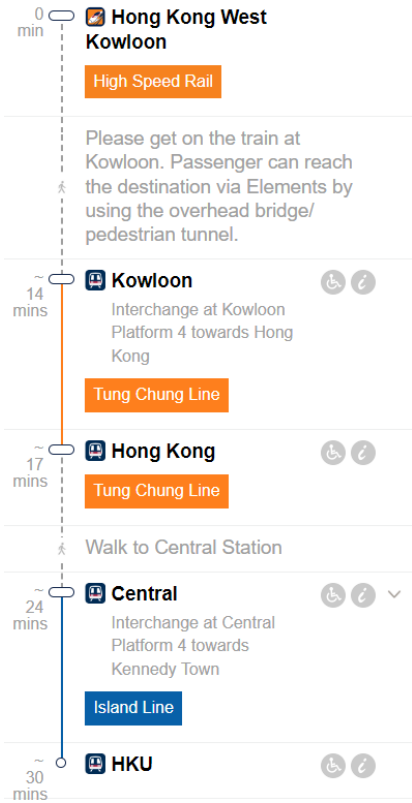 0
min
Hong Kong West
Kowloon
High Speed Rail
Please get on the train at
Kowloon. Passenger can reach
the destination via Elements by
using the overhead bridge/
pedestrian tunnel.
~
14
mins
Kowloon
Interchange at Kowloon
Platform 4 towards Hong
Kong
Tung Chung Line
~
17
mins
Hong Kong
Tung Chung Line
Walk to Central Station
~
24
mins
Central
Interchange at Central
Platform 4 towards
Kennedy Town
Island Line
~
30
mins
HKU